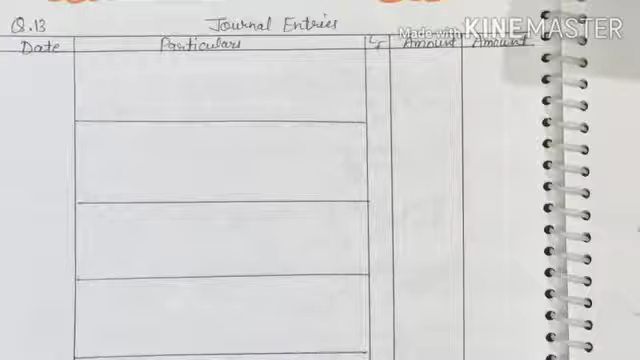 Q.13 Journal Entries
Made with KINEMASTER
Date Particulars LF Amount Amount